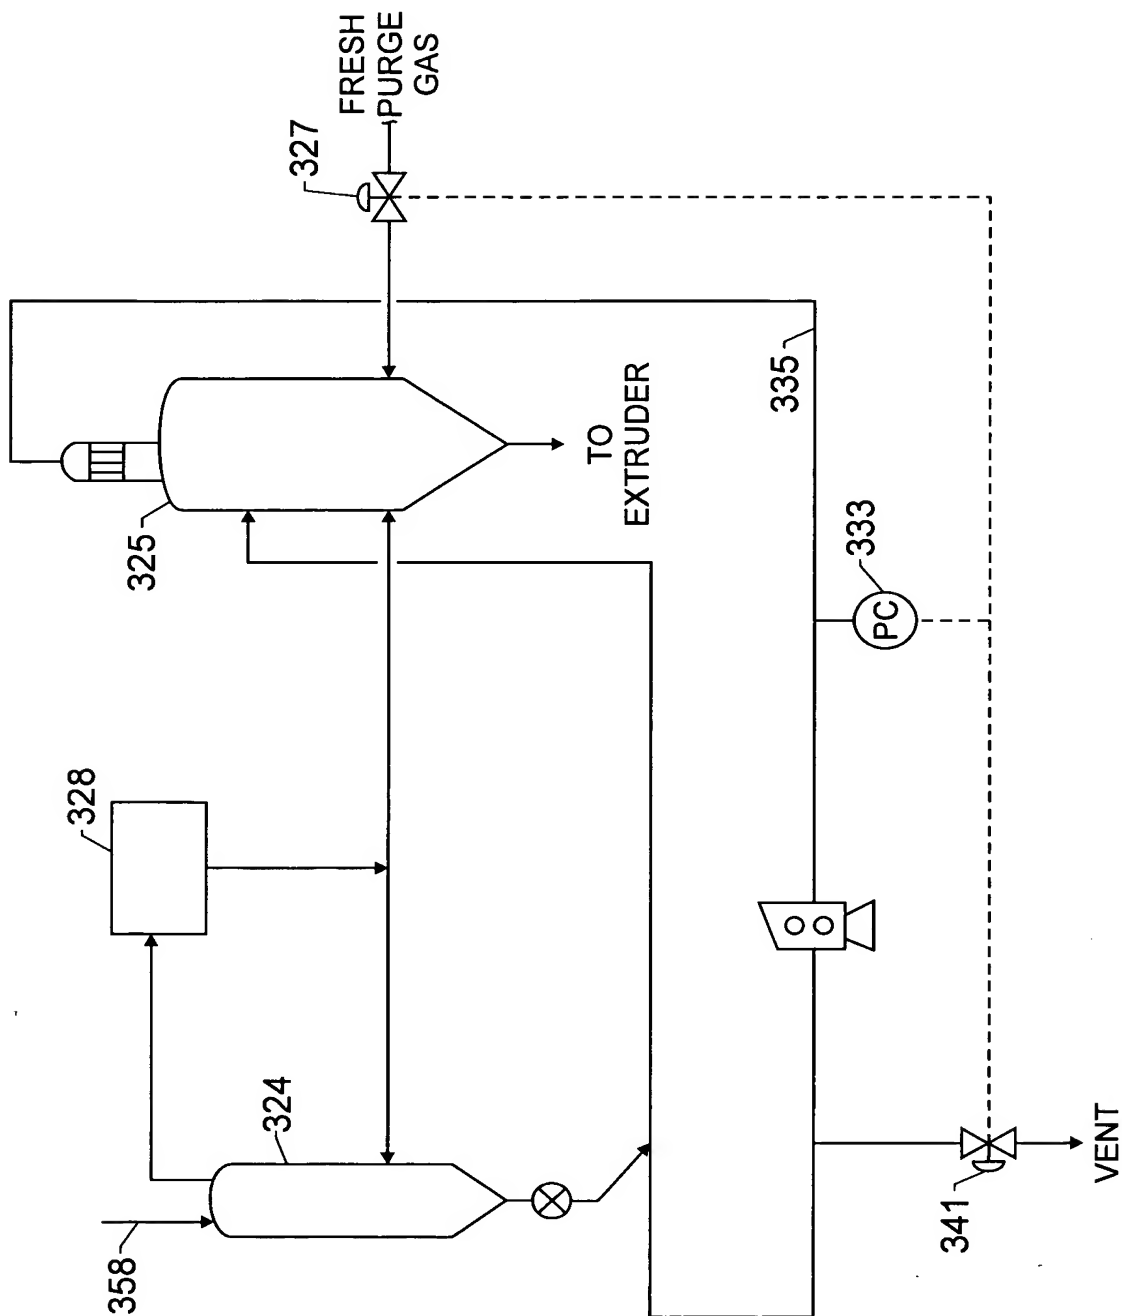 FRESH
PURGE
GAS
327
325
328
TO
EXTRUDER
335
333
PC
324
358
341
VENT